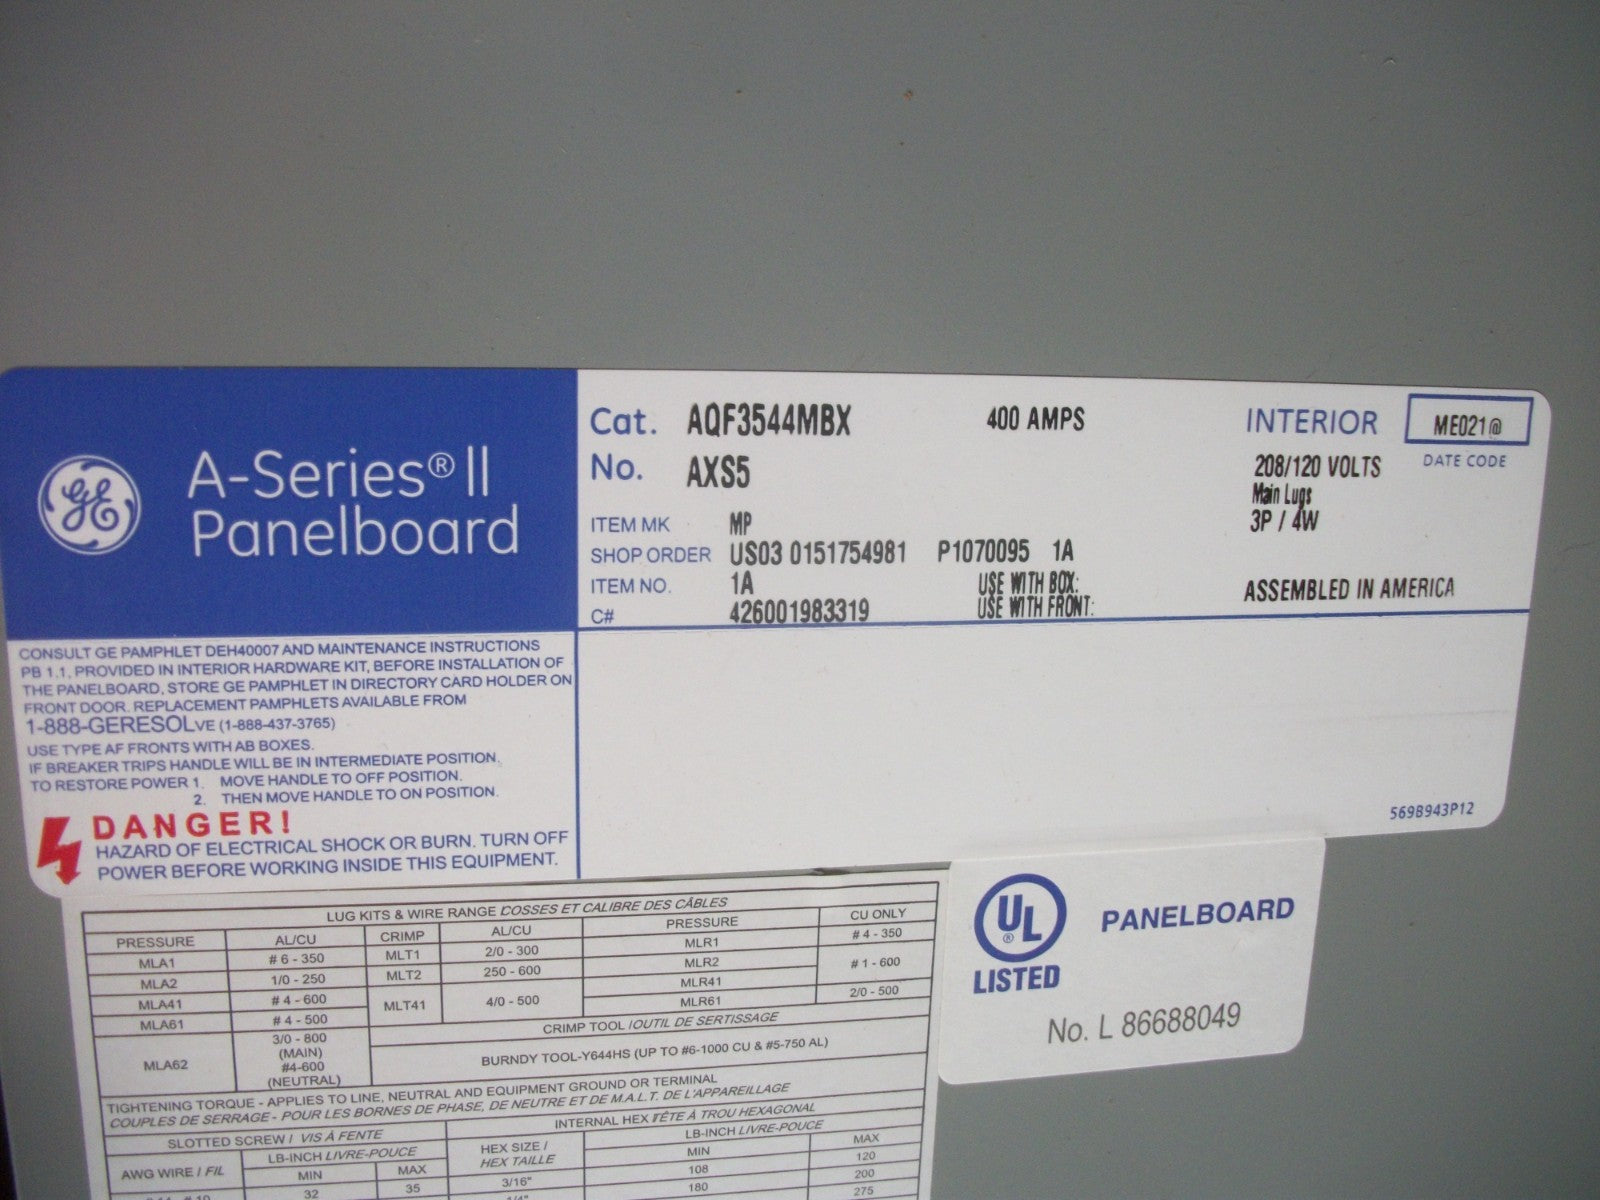 GE
A-Series® II
Panelboard
Cat. AQF3544MBX 400 AMPS INTERIOR ME021@
No. AXS5 208/120 VOLTS DATE CODE
Main Lugs
ITEM MK MP 3P / 4W
SHOP ORDER US03 0151754981 P1070095 1A
ITEM NO. 1A USE WITH BOX: ASSEMBLED IN AMERICA
C# 426001983319 USE WITH FRONT:
CONSULT GE PAMPHLET DEH40007 AND MAINTENANCE INSTRUCTIONS
PB 1.1, PROVIDED IN INTERIOR HARDWARE KIT, BEFORE INSTALLATION OF
THE PANELBOARD, STORE GE PAMPHLET IN DIRECTORY CARD HOLDER ON
FRONT DOOR. REPLACEMENT PAMPHLETS AVAILABLE FROM
1-888-GERESOLVE (1-888-437-3765)
USE TYPE AF FRONTS WITH AB BOXES.
IF BREAKER TRIPS HANDLE WILL BE IN INTERMEDIATE POSITION.
TO RESTORE POWER 1. MOVE HANDLE TO OFF POSITION.
2. THEN MOVE HANDLE TO ON POSITION.
DANGER!
HAZARD OF ELECTRICAL SHOCK OR BURN. TURN OFF
POWER BEFORE WORKING INSIDE THIS EQUIPMENT.
569B943P12
UL ® LISTED
PANELBOARD
No. L 86688049
LUG KITS & WIRE RANGE COSSES ET CALIBRE DES CÂBLES
PRESSURE AL/CU CRIMP AL/CU PRESSURE CU ONLY
MLA1 # 6 - 350 MLT1 2/0 - 300 MLR1 # 4 - 350
MLA2 1/0 - 250 MLT2 250 - 600 MLR2 # 1 - 600
MLA41 # 4 - 600 MLT41 4/0 - 500 MLR41
MLA61 # 4 - 500 MLR61 2/0 - 500
MLA62 3/0 - 800
(MAIN)
#4-600
(NEUTRAL)
CRIMP TOOL /OUTIL DE SERTISSAGE
BURNDY TOOL-Y644HS (UP TO #6-1000 CU & #5-750 AL)
TIGHTENING TORQUE - APPLIES TO LINE, NEUTRAL AND EQUIPMENT GROUND OR TERMINAL
COUPLES DE SERRAGE - POUR LES BORNES DE PHASE, DE NEUTRE ET DE M.A.L.T. DE L'APPAREILLAGE
SLOTTED SCREW / VIS À FENTE INTERNAL HEX TÊTE À TROU HEXAGONAL
AWG WIRE / FIL LB-INCH LIVRE-POUCE HEX SIZE / HEX TAILLE LB-INCH LIVRE-POUCE
MIN MAX MIN MAX
32 35 3/16" 108 120
1/4" 180 200
275